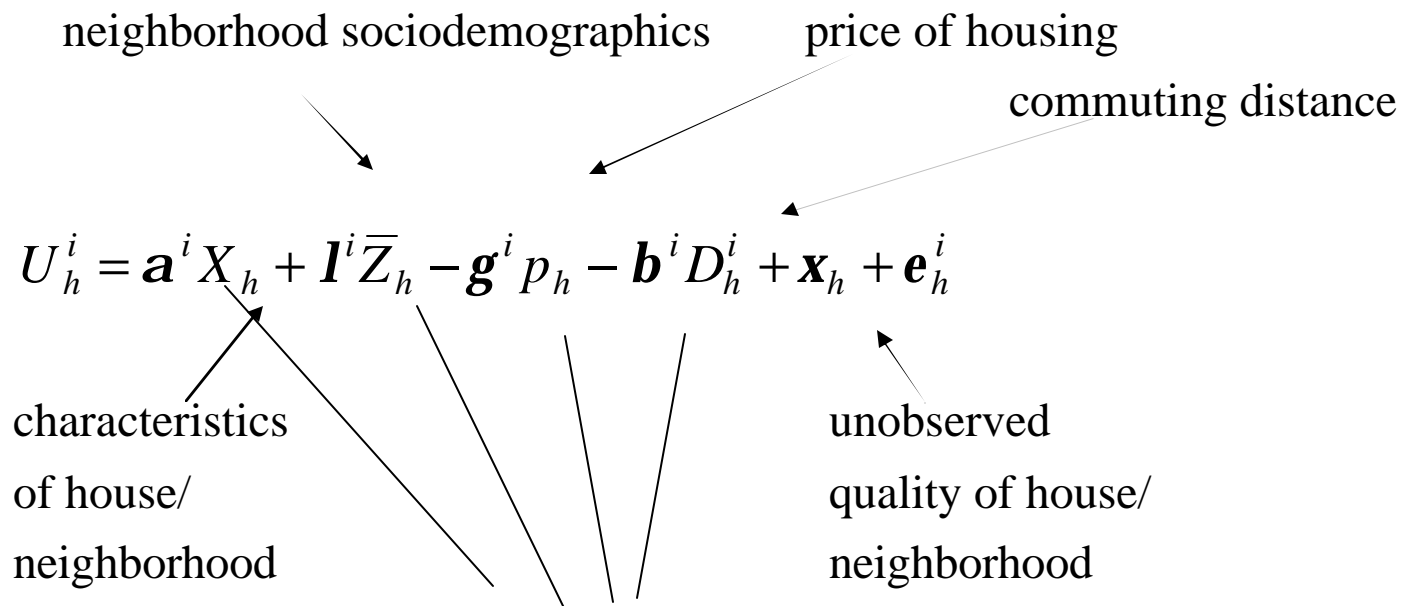 neighborhood sociodemographics price of housing
commuting distance
U_h^i = a^i X_h + l^i \overline{Z}_h − g^i p_h − b^i D_h^i + x_h + e_h^i
characteristics
of house/
neighborhood
unobserved
quality of house/
neighborhood